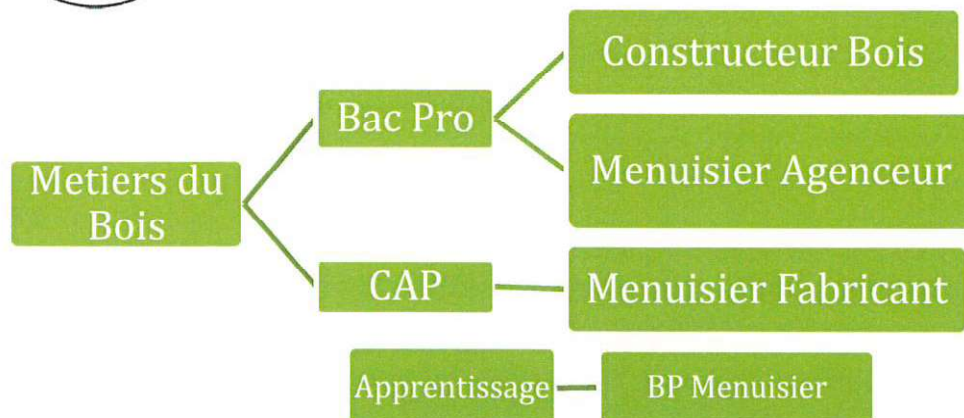 Constructeur Bois
Bac Pro
Menuisier Agenceur
Metiers du
Bois
CAP
Menuisier Fabricant
Apprentissage
BP Menuisier